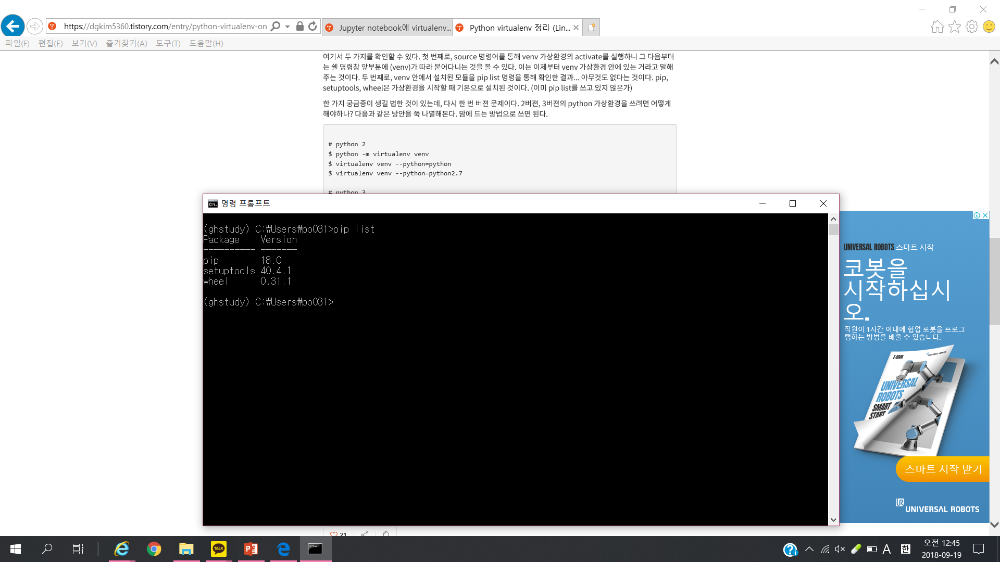 https://dgkim5360.tistory.com/entry/python-virtualenv-on
Jupyter notebook에 virtualenv...
Python virtualenv 정리 (Lin...
파일(F) 편집(E) 보기(V) 즐겨찾기(A) 도구(T) 도움말(H)
여기서 두 가지를 확인할 수 있다. 첫 번째로, source 명령어를 통해 venv 가상환경의 activate를 실행하니 그 다음부터
는 쉘 명령창 앞부분에 (venv)가 따라 붙어다니는 것을 볼 수 있다. 이는 이제부터 venv 가상환경 안에 있는 거라고 말해
주는 것이다. 두 번째로, venv 안에서 설치된 모듈을 pip list 명령을 통해 확인한 결과... 아무것도 없다는 것이다. pip,
setuptools, wheel은 가상환경을 시작할 때 기본으로 설치된 것이다. (이미 pip list를 쓰고 있지 않은가)
한 가지 궁금증이 생길 법한 것이 있는데, 다시 한 번 버젼 문제이다. 2버젼, 3버젼의 python 가상환경을 쓰려면 어떻게
해야하나? 다음과 같은 방안을 쭉 나열해본다. 맘에 드는 방법으로 쓰면 된다.
# python 2
$ python -m virtualenv venv
$ virtualenv venv --python=python
$ virtualenv venv --python=python2.7
# python 3
명령 프롬프트
(ghstudy) C:₩Users₩po031>pip list
Package Version
---------- -------
pip 18.0
setuptools 40.4.1
wheel 0.31.1
(ghstudy) C:₩Users₩po031>
UNIVERSAL ROBOTS 스마트 시작
코봇을
시작하십시
오.
직원이 1시간 이내에 협업 로봇을 프로그
램하는 방법을 배울 수 있습니다.
E-BOOK
UNIVERSAL ROBOTS
UNIVERSAL
ROBOTS
SMART
START
스마트 시작 받기
UR
UNIVERSAL ROBOTS
21
TALK
A
한
오전 12:45
2018-09-19